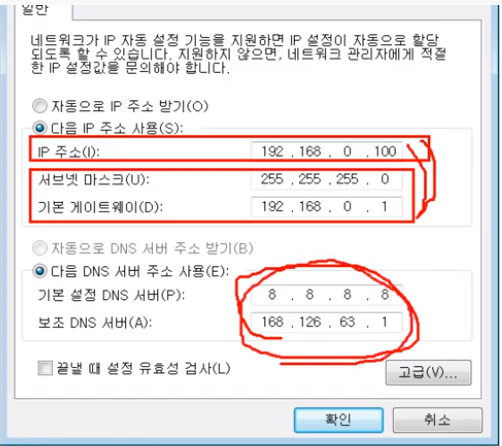 일반
네트워크가 IP 자동 설정 기능을 지원하면 IP 설정이 자동으로 할당
되도록 할 수 있습니다. 지원하지 않으면, 네트워크 관리자에게 적절
한 IP 설정값을 문의해야 합니다.
자동으로 IP 주소 받기(O)
다음 IP 주소 사용(S):
IP 주소(I): 192 . 168 . 0 . 100
서브넷 마스크(U): 255 . 255 . 255 . 0
기본 게이트웨이(D): 192 . 168 . 0 . 1
자동으로 DNS 서버 주소 받기(B)
다음 DNS 서버 주소 사용(E):
기본 설정 DNS 서버(P): 8 . 8 . 8 . 8
보조 DNS 서버(A): 168 . 126 . 63 . 1
끝낼 때 설정 유효성 검사(L)
고급(V)...
확인 취소